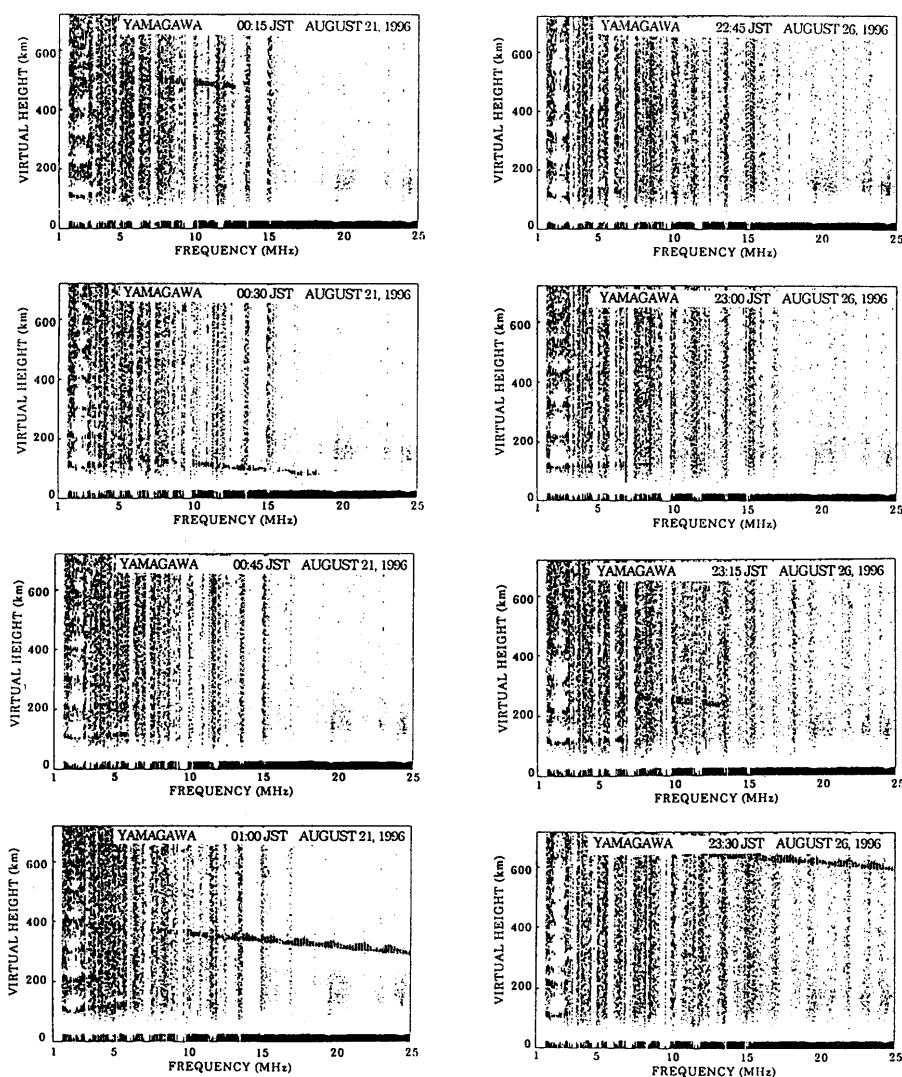 YAMAGAWA 00:15 JST AUGUST 21, 1996
VIRTUAL HEIGHT (km)
600
400
200
0
1 5 10 15 20 25
FREQUENCY (MHz)
YAMAGAWA 00:30 JST AUGUST 21, 1996
VIRTUAL HEIGHT (km)
600
400
200
0
1 5 10 15 20 25
FREQUENCY (MHz)
YAMAGAWA 00:45 JST AUGUST 21, 1996
VIRTUAL HEIGHT (km)
600
400
200
0
1 5 10 15 20 25
FREQUENCY (MHz)
YAMAGAWA 01:00 JST AUGUST 21, 1996
VIRTUAL HEIGHT (km)
600
400
200
0
1 5 10 15 20 25
FREQUENCY (MHz)
YAMAGAWA 22:45 JST AUGUST 26, 1996
VIRTUAL HEIGHT (km)
600
400
200
0
1 5 10 15 20 25
FREQUENCY (MHz)
YAMAGAWA 23:00 JST AUGUST 26, 1996
VIRTUAL HEIGHT (km)
600
400
200
0
1 5 10 15 20 25
FREQUENCY (MHz)
YAMAGAWA 23:15 JST AUGUST 26, 1996
VIRTUAL HEIGHT (km)
600
400
200
0
1 5 10 15 20 25
FREQUENCY (MHz)
YAMAGAWA 23:30 JST AUGUST 26, 1996
VIRTUAL HEIGHT (km)
600
400
200
0
1 5 10 15 20 25
FREQUENCY (MHz)